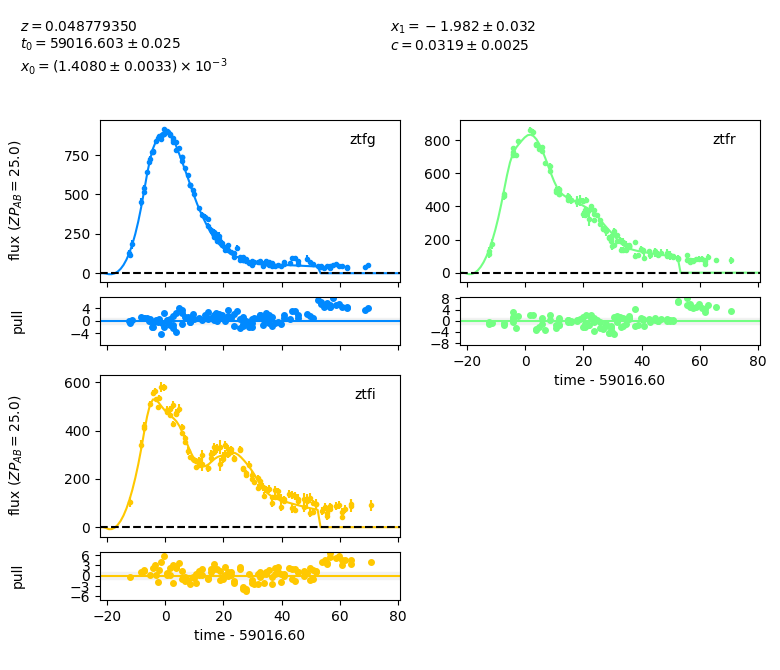 z = 0.048779350
t₀ = 59016.603 ± 0.025
x₀ = (1.4080 ± 0.0033) × 10⁻³
x₁ = −1.982 ± 0.032
c = 0.0319 ± 0.0025
flux (ZP_AB = 25.0)
ztfg
750
500
250
0
ztfr
800
600
400
200
0
pull
4
0
−4
8
4
0
−4
−8
−20 0 20 40 60 80
time - 59016.60
flux (ZP_AB = 25.0)
ztfi
600
400
200
0
pull
6
3
0
−3
−6
−20 0 20 40 60 80
time - 59016.60